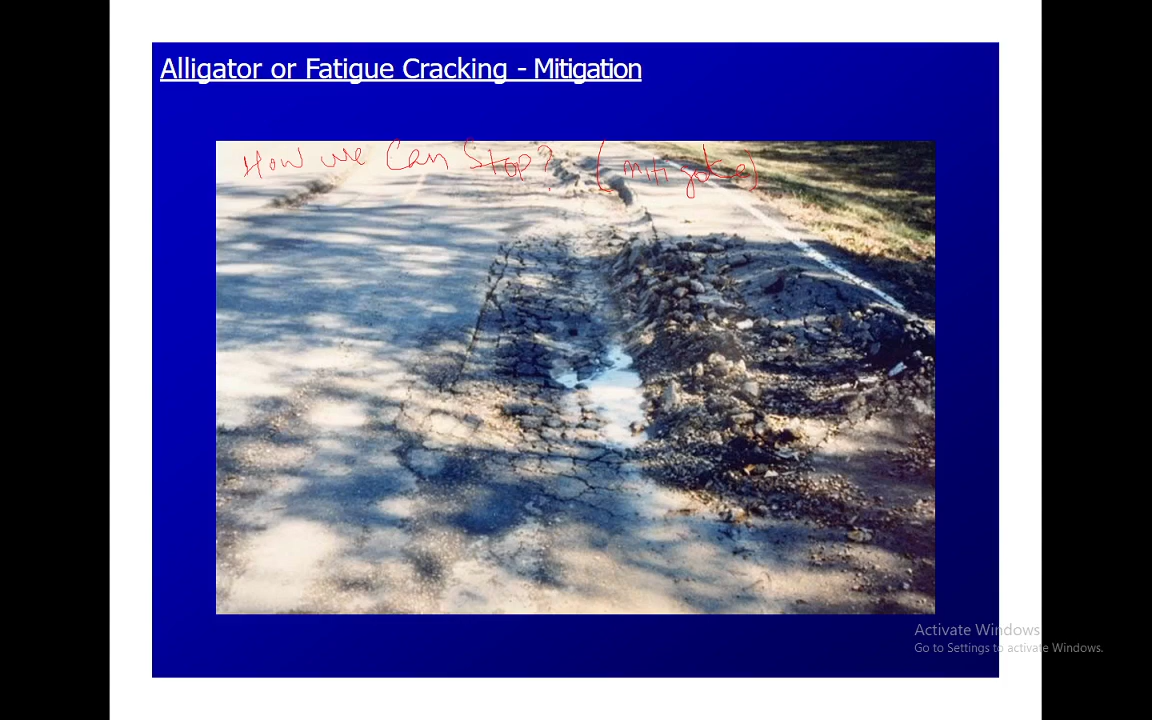 Alligator or Fatigue Cracking - Mitigation
How we Can Stop? (mitigate)
Activate Windows
Go to Settings to activate Windows.